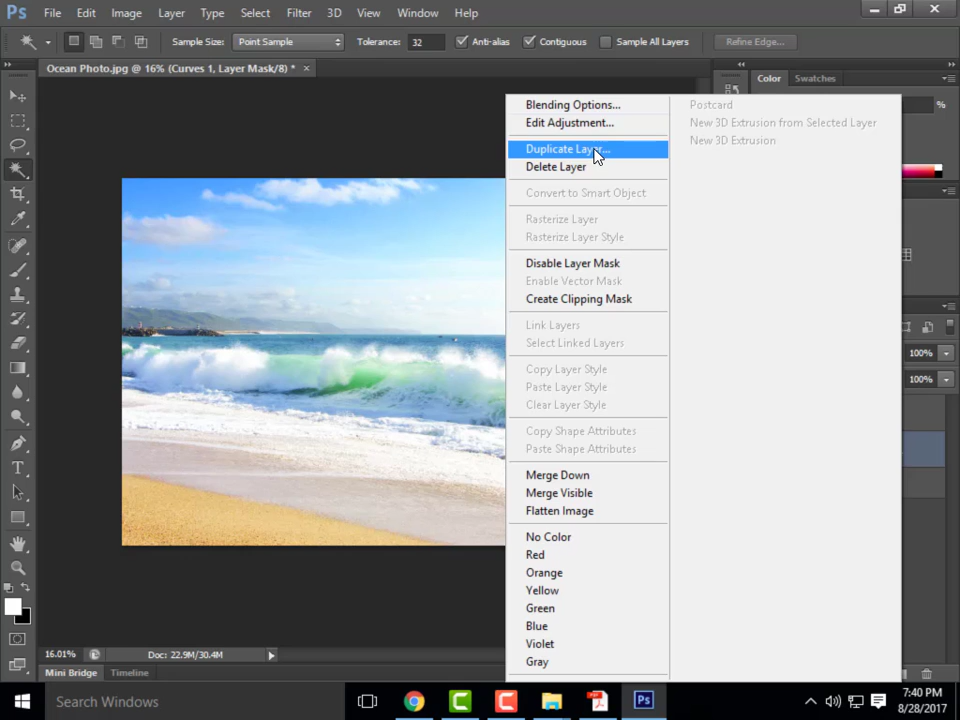 Ps File Edit Image Layer Type Select Filter 3D View Window Help
Sample Size: Point Sample Tolerance: 32 Anti-alias Contiguous Sample All Layers Refine Edge...
Ocean Photo.jpg @ 16% (Curves 1, Layer Mask/8) * ×
Color Swatches
%
Blending Options...
Edit Adjustment...
Duplicate Layer...
Delete Layer
Convert to Smart Object
Rasterize Layer
Rasterize Layer Style
Disable Layer Mask
Enable Vector Mask
Create Clipping Mask
Link Layers
Select Linked Layers
Copy Layer Style
Paste Layer Style
Clear Layer Style
Copy Shape Attributes
Paste Shape Attributes
Merge Down
Merge Visible
Flatten Image
No Color
Red
Orange
Yellow
Green
Blue
Violet
Gray
Postcard
New 3D Extrusion from Selected Layer
New 3D Extrusion
100%
100%
16.01% Doc: 22.9M/30.4M
Mini Bridge Timeline
Search Windows
Ps
7:40 PM
8/28/2017